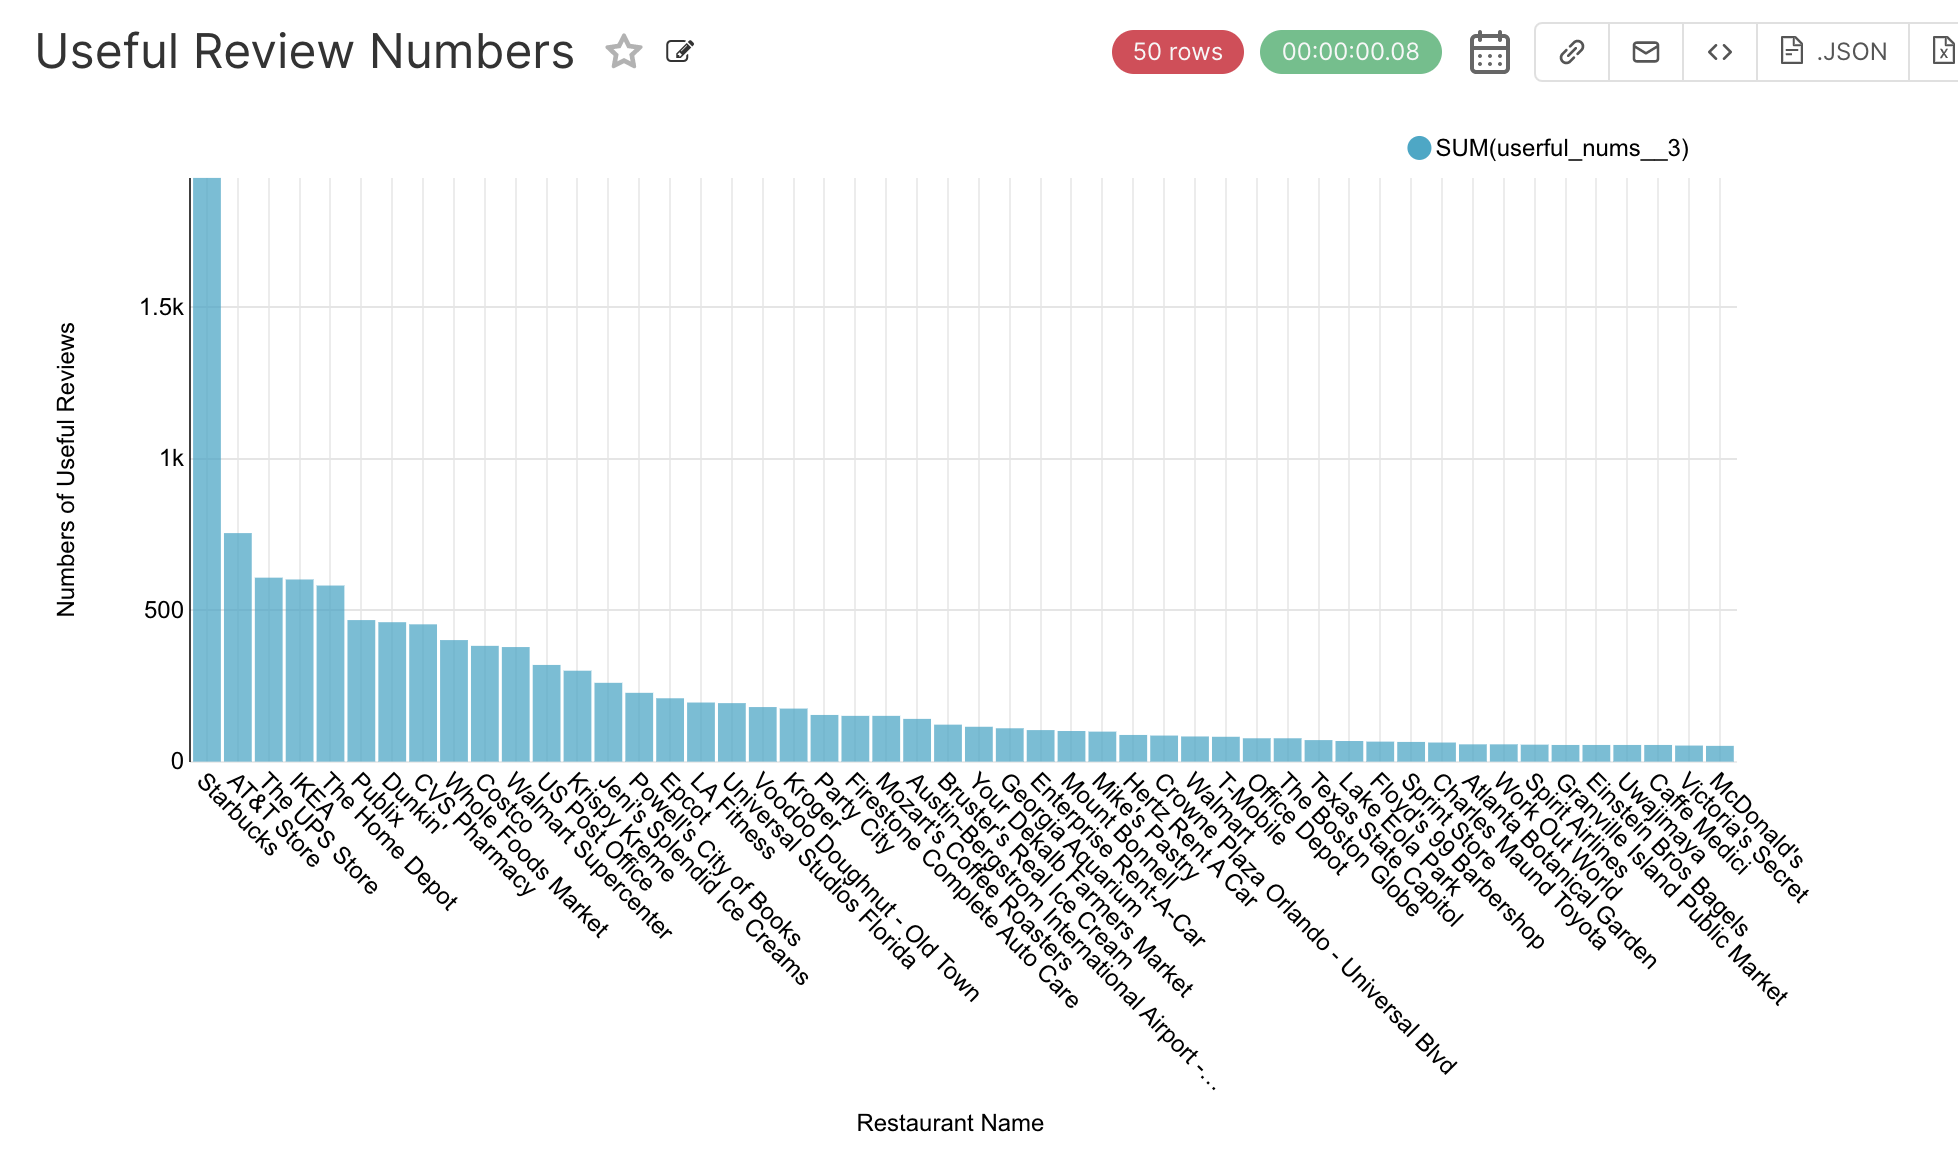 Useful Review Numbers
50 rows
00:00:00.08
.JSON
SUM(userful_nums__3)
Numbers of Useful Reviews
1.5k
1k
500
0
Starbucks
AT&T Store
The UPS Store
IKEA
The Home Depot
Publix
Dunkin'
CVS Pharmacy
Whole Foods Market
Costco
Walmart Supercenter
US Post Office
Krispy Kreme
Jeni's Splendid Ice Creams
Powell's City of Books
Epcot
LA Fitness
Universal Studios Florida
Voodoo Doughnut - Old Town
Kroger
Party City
Firestone Complete Auto Care
Mozart's Coffee Roasters
Austin-Bergstrom International Airport -...
Bruster's Real Ice Cream
Your Dekalb Farmers Market
Georgia Aquarium
Enterprise Rent-A-Car
Mount Bonnell
Mike's Pastry
Hertz Rent A Car
Crowne Plaza Orlando - Universal Blvd
Walmart
T-Mobile
Office Depot
The Boston Globe
Texas State Capitol
Lake Eola Park
Floyd's 99 Barbershop
Sprint Store
Charles Maund Toyota
Atlanta Botanical Garden
Work Out World
Spirit Airlines
Granville Island Public Market
Einstein Bros Bagels
Uwajimaya
Caffe Medici
Victoria's Secret
McDonald's
Restaurant Name